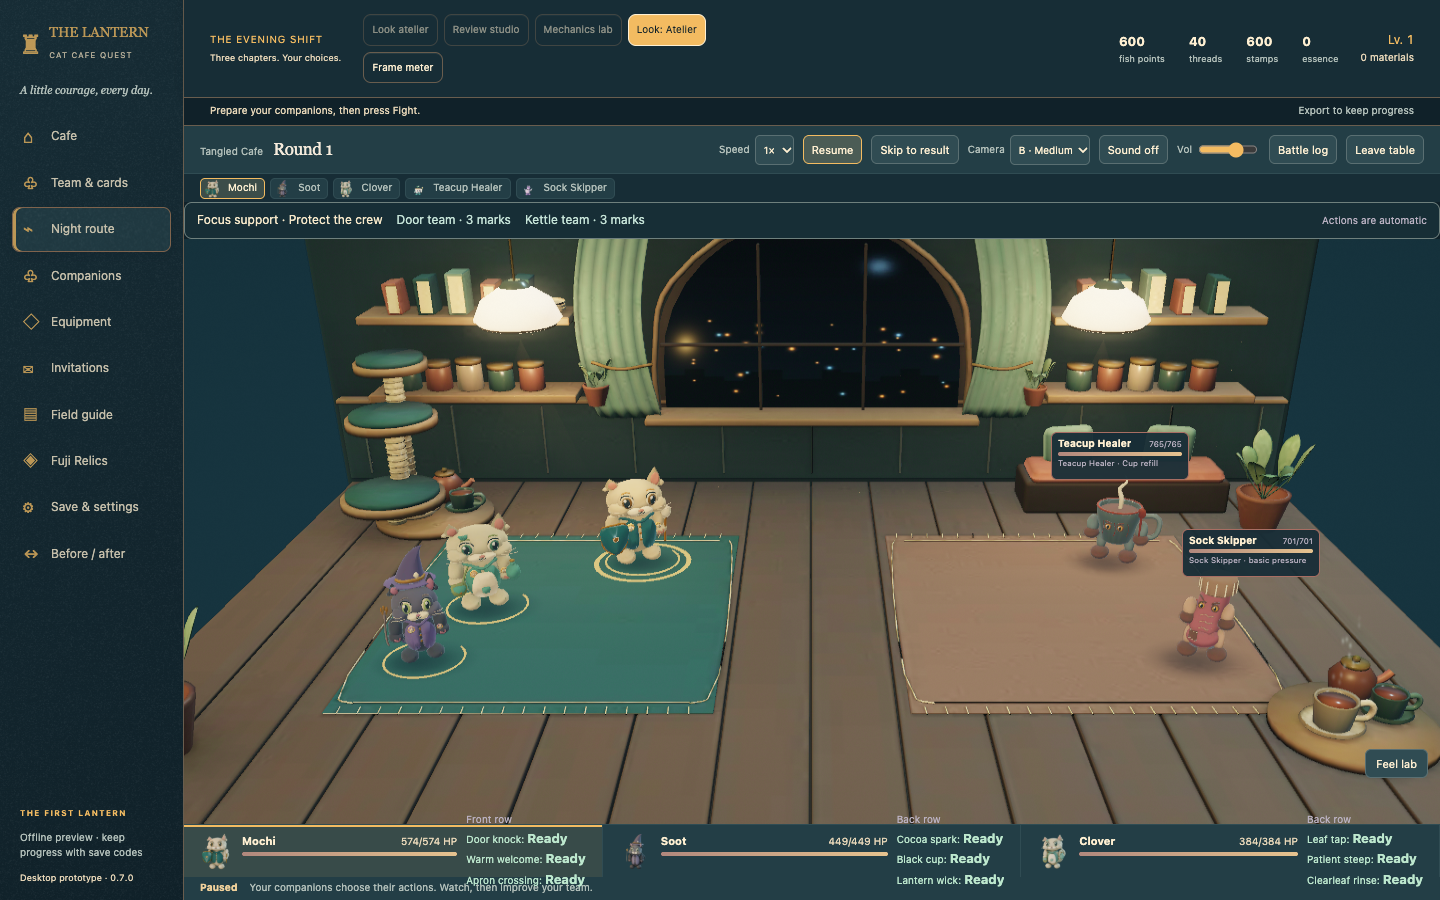 THE LANTERN
CAT CAFE QUEST
A little courage, every day.
Cafe
Team & cards
Night route
Companions
Equipment
Invitations
Field guide
Fuji Relics
Save & settings
Before / after
THE FIRST LANTERN
Offline preview · keep
progress with save codes
Desktop prototype · 0.7.0
THE EVENING SHIFT
Three chapters. Your choices.
Look atelier
Review studio
Mechanics lab
Look: Atelier
Frame meter
600
fish points
40
threads
600
stamps
0
essence
Lv. 1
0 materials
Prepare your companions, then press Fight.
Export to keep progress
Tangled Cafe
Round 1
Speed
1x
Resume
Skip to result
Camera
B · Medium
Sound off
Vol
Battle log
Leave table
Mochi
Soot
Clover
Teacup Healer
Sock Skipper
Focus support · Protect the crew
Door team · 3 marks
Kettle team · 3 marks
Actions are automatic
Teacup Healer 765/765
Teacup Healer · Cup refill
Sock Skipper 701/701
Sock Skipper · basic pressure
Feel lab
Mochi 574/574 HP
Front row
Door knock: Ready
Warm welcome: Ready
Apron crossing: Ready
Soot 449/449 HP
Back row
Cocoa spark: Ready
Black cup: Ready
Lantern wick: Ready
Clover 384/384 HP
Back row
Leaf tap: Ready
Patient steep: Ready
Clearleaf rinse: Ready
Paused Your companions choose their actions. Watch, then improve your team.